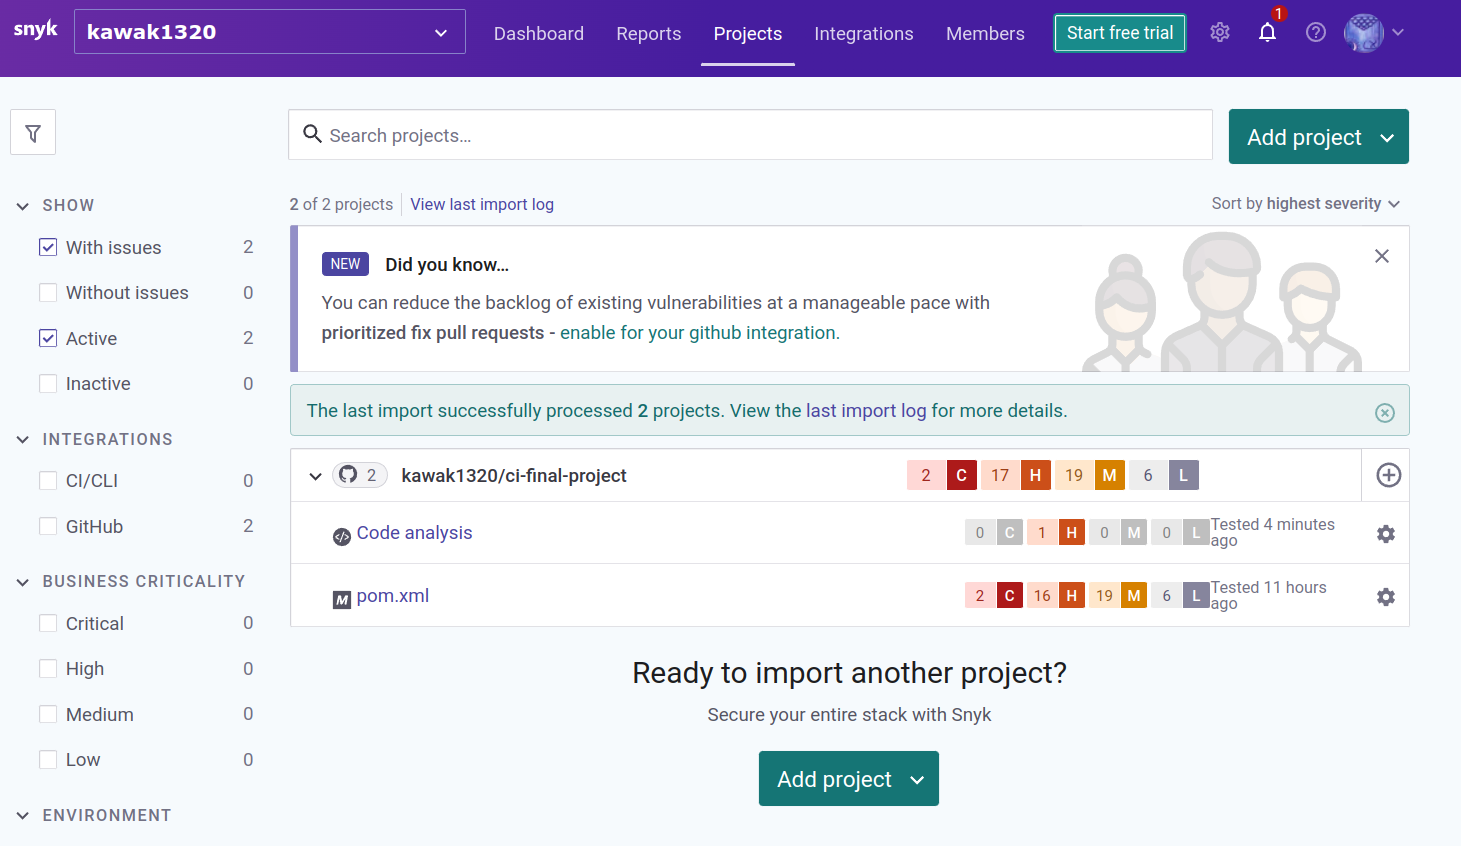 snyk
kawak1320
Dashboard
Reports
Projects
Integrations
Members
Start free trial
1
Search projects...
Add project
2 of 2 projects
View last import log
Sort by highest severity
SHOW
With issues 2
Without issues 0
Active 2
Inactive 0
INTEGRATIONS
CI/CLI 0
GitHub 2
BUSINESS CRITICALITY
Critical 0
High 0
Medium 0
Low 0
ENVIRONMENT
NEW Did you know...
You can reduce the backlog of existing vulnerabilities at a manageable pace with
prioritized fix pull requests - enable for your github integration.
The last import successfully processed 2 projects. View the last import log for more details.
2 kawak1320/ci-final-project 2 C 17 H 19 M 6 L
Code analysis 0 C 1 H 0 M 0 L Tested 4 minutes
ago
M pom.xml 2 C 16 H 19 M 6 L Tested 11 hours
ago
Ready to import another project?
Secure your entire stack with Snyk
Add project